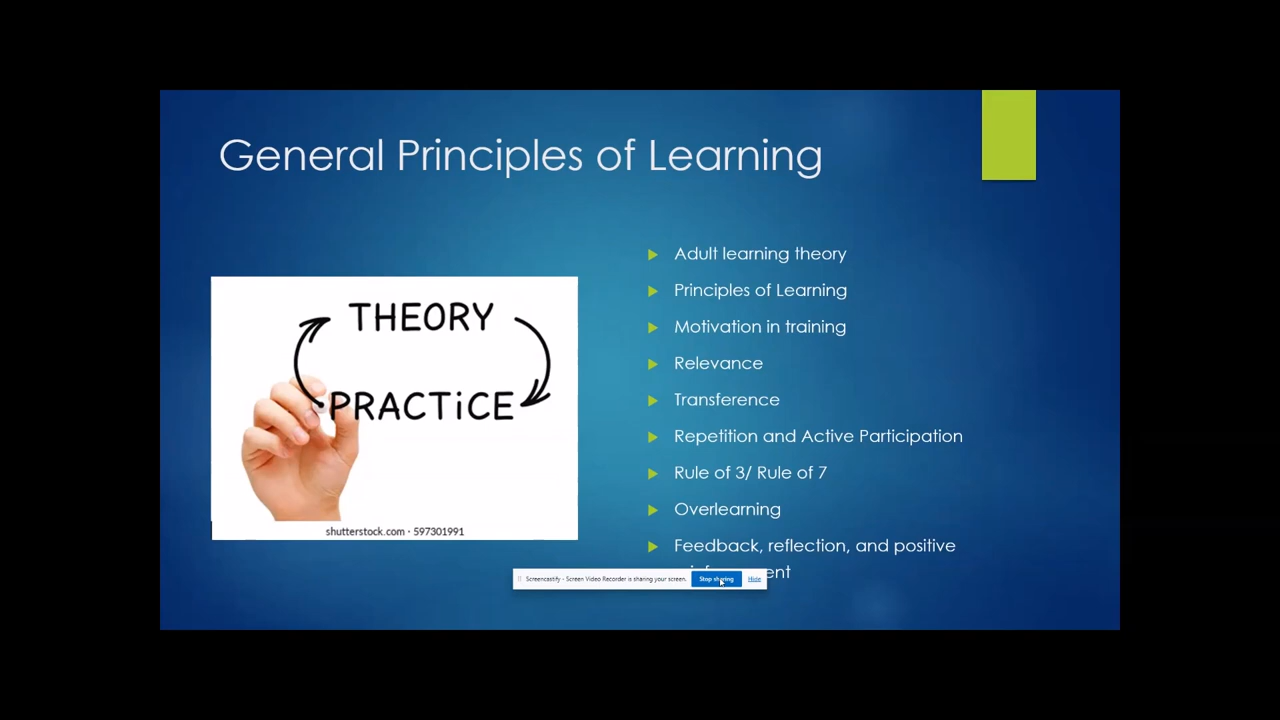 General Principles of Learning
THEORY
PRACTiCE
shutterstock.com · 597301991
Adult learning theory
Principles of Learning
Motivation in training
Relevance
Transference
Repetition and Active Participation
Rule of 3/ Rule of 7
Overlearning
Feedback, reflection, and positive
Screencastify - Screen Video Recorder is sharing your screen. Stop sharing Hide